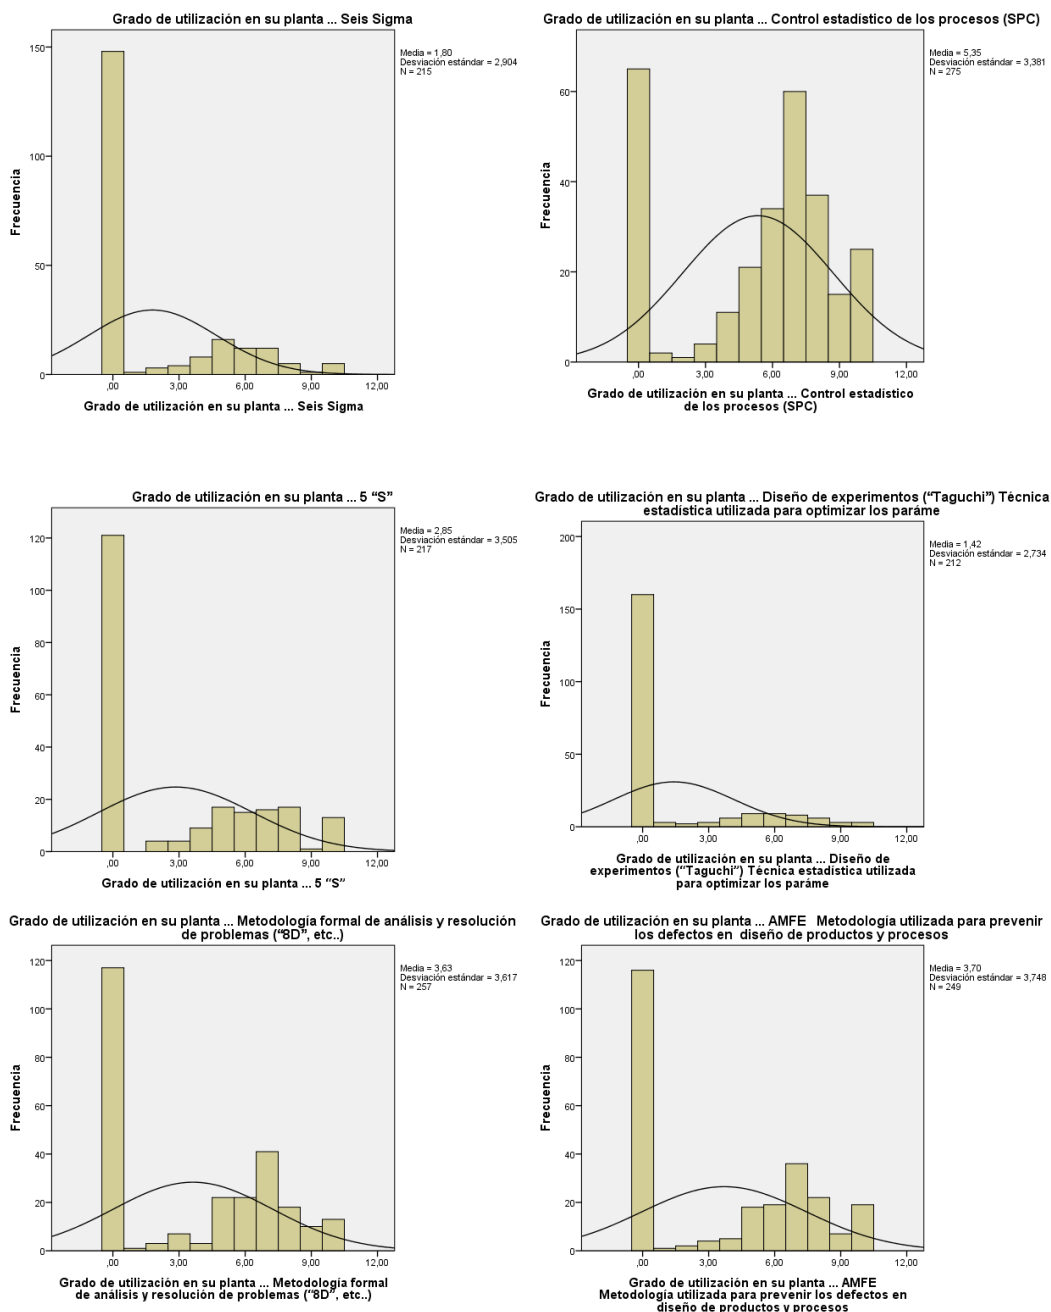 Grado de utilización en su planta ... Seis Sigma
Media = 1,80
Desviación estándar = 2,904
N = 215
Frecuencia
150
100
50
0
,00 3,00 6,00 9,00 12,00
Grado de utilización en su planta ... Seis Sigma
Grado de utilización en su planta ... Control estadístico de los procesos (SPC)
Media = 5,35
Desviación estándar = 3,381
N = 275
Frecuencia
60
40
20
0
,00 3,00 6,00 9,00 12,00
Grado de utilización en su planta ... Control estadístico
de los procesos (SPC)
Grado de utilización en su planta ... 5 “S”
Media = 2,85
Desviación estándar = 3,505
N = 217
Frecuencia
120
100
80
60
40
20
0
,00 3,00 6,00 9,00 12,00
Grado de utilización en su planta ... 5 “S”
Grado de utilización en su planta ... Diseño de experimentos (“Taguchi”) Técnica
estadística utilizada para optimizar los paráme
Media = 1,42
Desviación estándar = 2,734
N = 212
Frecuencia
200
150
100
50
0
,00 3,00 6,00 9,00 12,00
Grado de utilización en su planta ... Diseño de
experimentos (“Taguchi”) Técnica estadística utilizada
para optimizar los paráme
Grado de utilización en su planta ... Metodología formal de análisis y resolución
de problemas (“8D”, etc..)
Media = 3,63
Desviación estándar = 3,617
N = 257
Frecuencia
120
100
80
60
40
20
0
,00 3,00 6,00 9,00 12,00
Grado de utilización en su planta ... Metodología formal
de análisis y resolución de problemas (“8D”, etc..)
Grado de utilización en su planta ... AMFE Metodología utilizada para prevenir
los defectos en diseño de productos y procesos
Media = 3,70
Desviación estándar = 3,748
N = 249
Frecuencia
120
100
80
60
40
20
0
,00 3,00 6,00 9,00 12,00
Grado de utilización en su planta ... AMFE
Metodología utilizada para prevenir los defectos en
diseño de productos y procesos